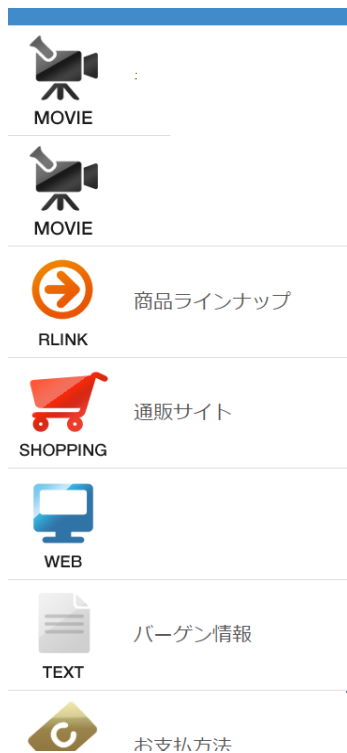 MOVIE
:
MOVIE
RLINK
商品ラインナップ
SHOPPING
通販サイト
WEB
TEXT
バーゲン情報
お支払方法